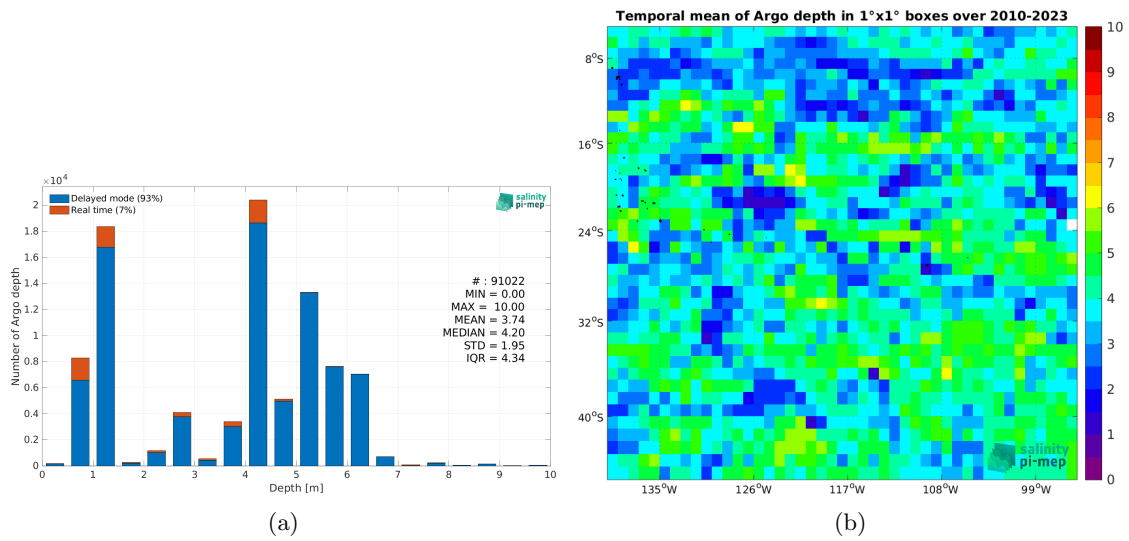 ×10⁴
2
1.8
1.6
1.4
1.2
1
0.8
0.6
0.4
0.2
0
Number of Argo depth
Delayed mode (93%)
Real time (7%)
salinity
pi-mep
# : 91022
MIN = 0.00
MAX = 10.00
MEAN = 3.74
MEDIAN = 4.20
STD = 1.95
IQR = 4.34
0 1 2 3 4 5 6 7 8 9 10
Depth [m]
(a)
Temporal mean of Argo depth in 1°x1° boxes over 2010-2023
8°S
16°S
24°S
32°S
40°S
135°W 126°W 117°W 108°W 99°W
salinity
pi-mep
10
9
8
7
6
5
4
3
2
1
0
(b)